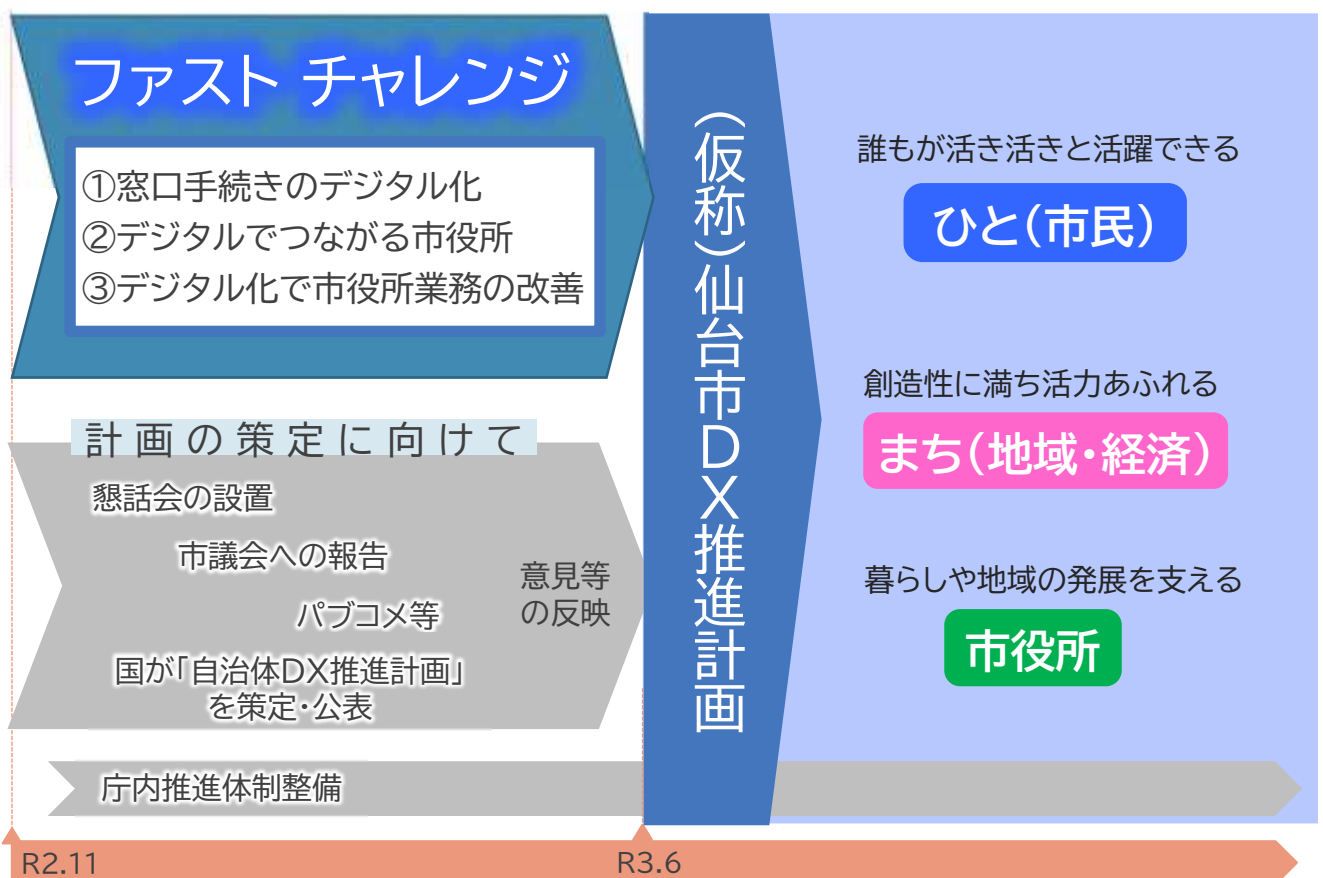 ファスト チャレンジ
①窓口手続きのデジタル化
②デジタルでつながる市役所
③デジタル化で市役所業務の改善
計画の策定に向けて
懇話会の設置
市議会への報告
パブコメ等
国が「自治体DX推進計画」
を策定・公表
意見等
の反映
庁内推進体制整備
(仮称)仙台市DX推進計画
誰もが活き活きと活躍できる
ひと(市民)
創造性に満ち活力あふれる
まち(地域・経済)
暮らしや地域の発展を支える
市役所
R2.11
R3.6